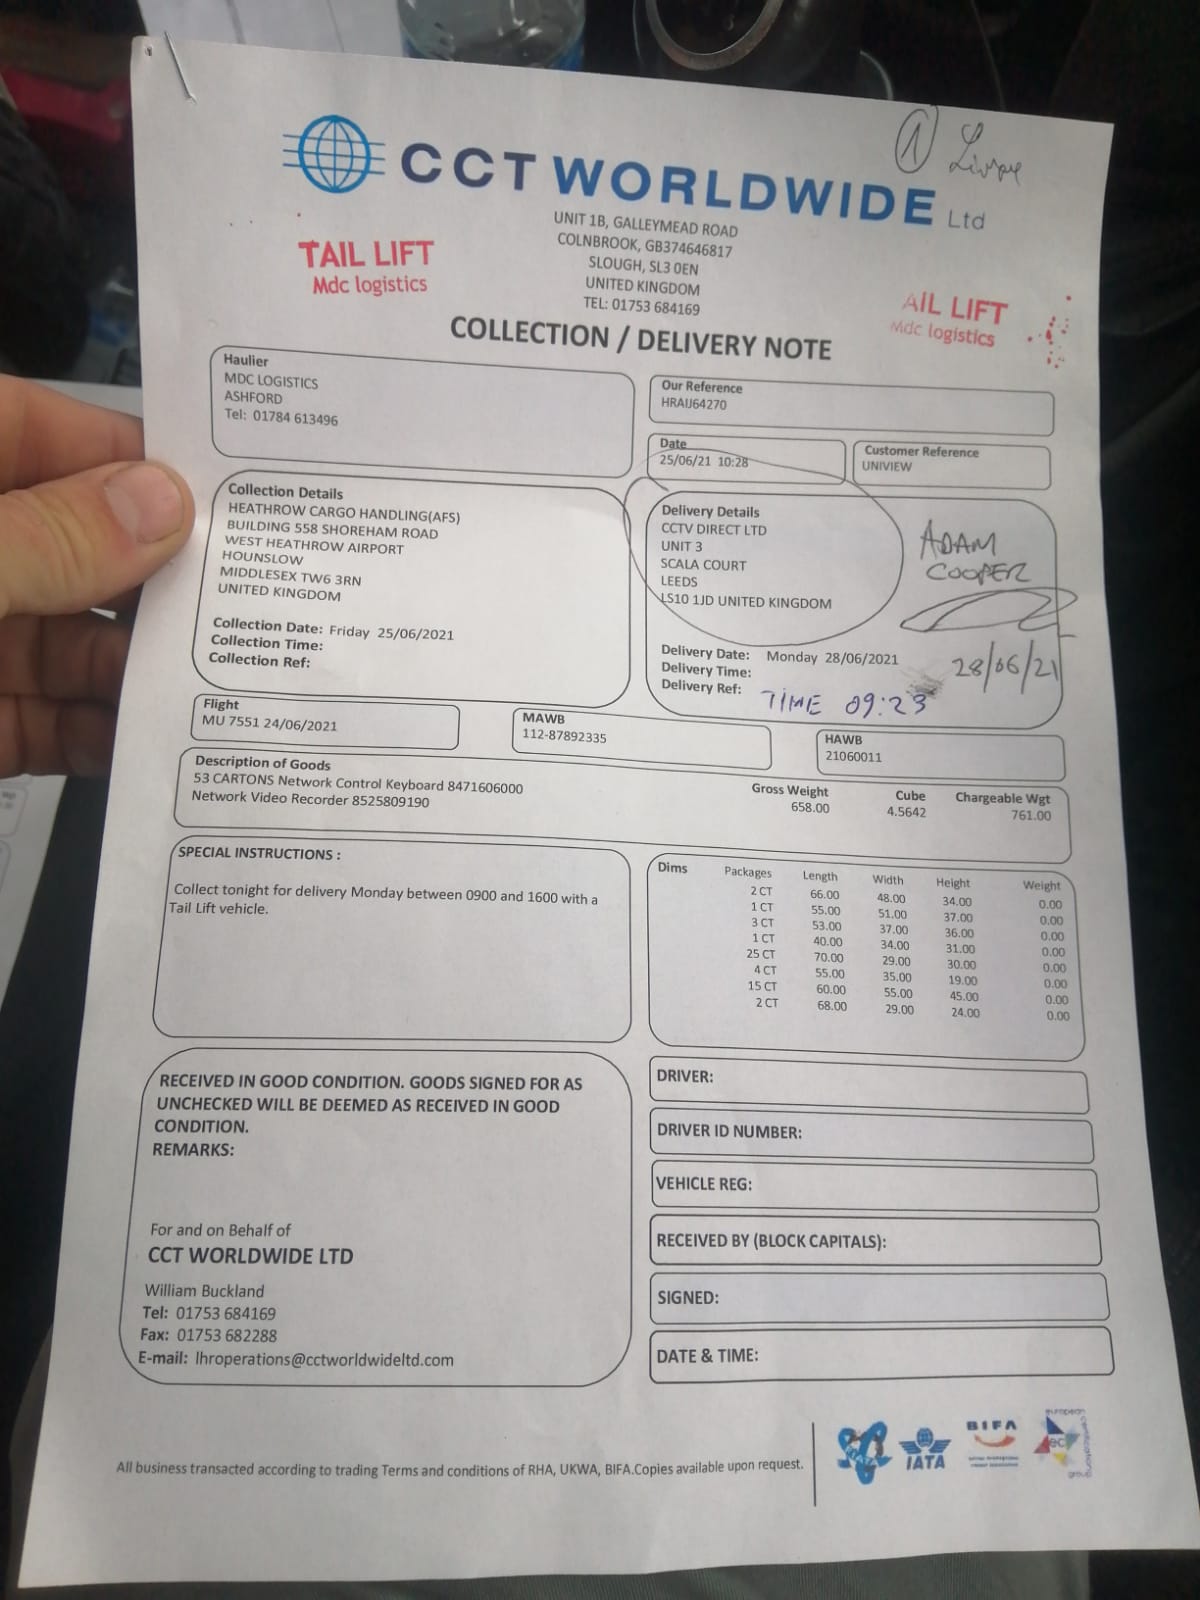 CCT WORLDWIDE Ltd
UNIT 1B, GALLEYMEAD ROAD
COLNBROOK, GB374646817
SLOUGH, SL3 0EN
UNITED KINGDOM
TEL: 01753 684169
TAIL LIFT
Mdc logistics
AIL LIFT
Mdc logistics
COLLECTION / DELIVERY NOTE
Haulier
MDC LOGISTICS
ASHFORD
Tel: 01784 613496
Our Reference
HRAIJ64270
Date
25/06/21 10:28
Customer Reference
UNIVIEW
Collection Details
HEATHROW CARGO HANDLING(AFS)
BUILDING 558 SHOREHAM ROAD
WEST HEATHROW AIRPORT
HOUNSLOW
MIDDLESEX TW6 3RN
UNITED KINGDOM
Collection Date: Friday 25/06/2021
Collection Time:
Collection Ref:
Delivery Details
CCTV DIRECT LTD
UNIT 3
SCALA COURT
LEEDS
LS10 1JD UNITED KINGDOM
ADAM
COOPER
28/06/21
Delivery Date: Monday 28/06/2021
Delivery Time:
Delivery Ref:
TIME 09:23
Flight
MU 7551 24/06/2021
MAWB
112-87892335
HAWB
21060011
Description of Goods
53 CARTONS Network Control Keyboard 8471606000
Network Video Recorder 8525809190
Gross Weight Cube Chargeable Wgt
658.00 4.5642 761.00
SPECIAL INSTRUCTIONS :
Collect tonight for delivery Monday between 0900 and 1600 with a
Tail Lift vehicle.
Dims Packages Length Width Height Weight
2 CT 66.00 48.00 34.00 0.00
1 CT 55.00 51.00 37.00 0.00
3 CT 53.00 37.00 36.00 0.00
1 CT 40.00 34.00 31.00 0.00
25 CT 70.00 29.00 30.00 0.00
4 CT 55.00 35.00 19.00 0.00
15 CT 60.00 55.00 45.00 0.00
2 CT 68.00 29.00 24.00 0.00
RECEIVED IN GOOD CONDITION. GOODS SIGNED FOR AS
UNCHECKED WILL BE DEEMED AS RECEIVED IN GOOD
CONDITION.
REMARKS:
For and on Behalf of
CCT WORLDWIDE LTD
William Buckland
Tel: 01753 684169
Fax: 01753 682288
E-mail: lhroperations@cctworldwideltd.com
DRIVER:
DRIVER ID NUMBER:
VEHICLE REG:
RECEIVED BY (BLOCK CAPITALS):
SIGNED:
DATE & TIME:
All business transacted according to trading Terms and conditions of RHA, UKWA, BIFA.Copies available upon request.
IATA
BIFA